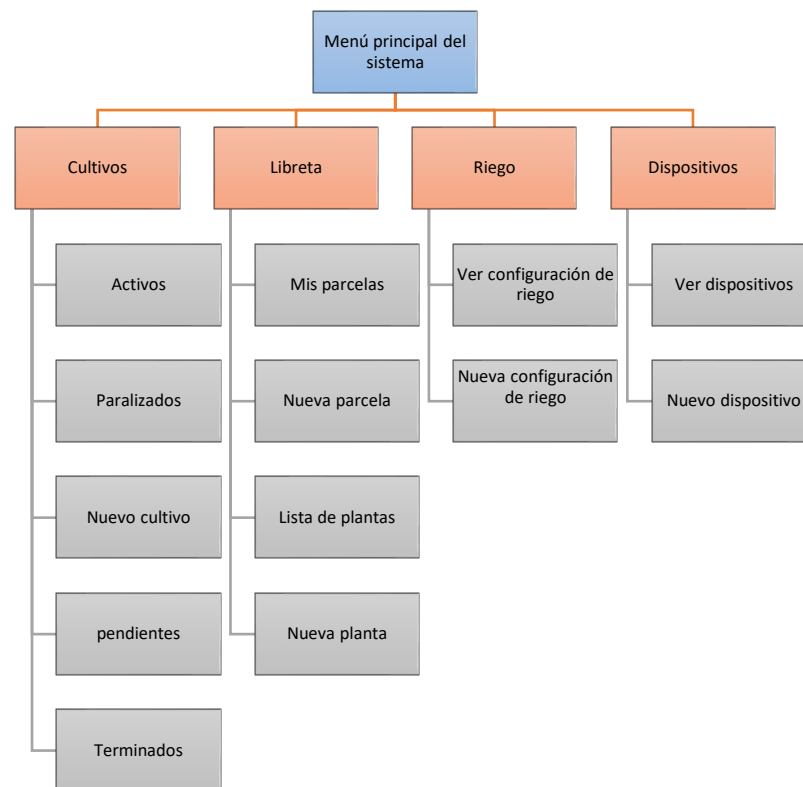 Menú principal del
sistema
Cultivos
Libreta
Riego
Dispositivos
Activos
Mis parcelas
Ver configuración de
riego
Ver dispositivos
Paralizados
Nueva parcela
Nueva configuración
de riego
Nuevo dispositivo
Nuevo cultivo
Lista de plantas
pendientes
Nueva planta
Terminados